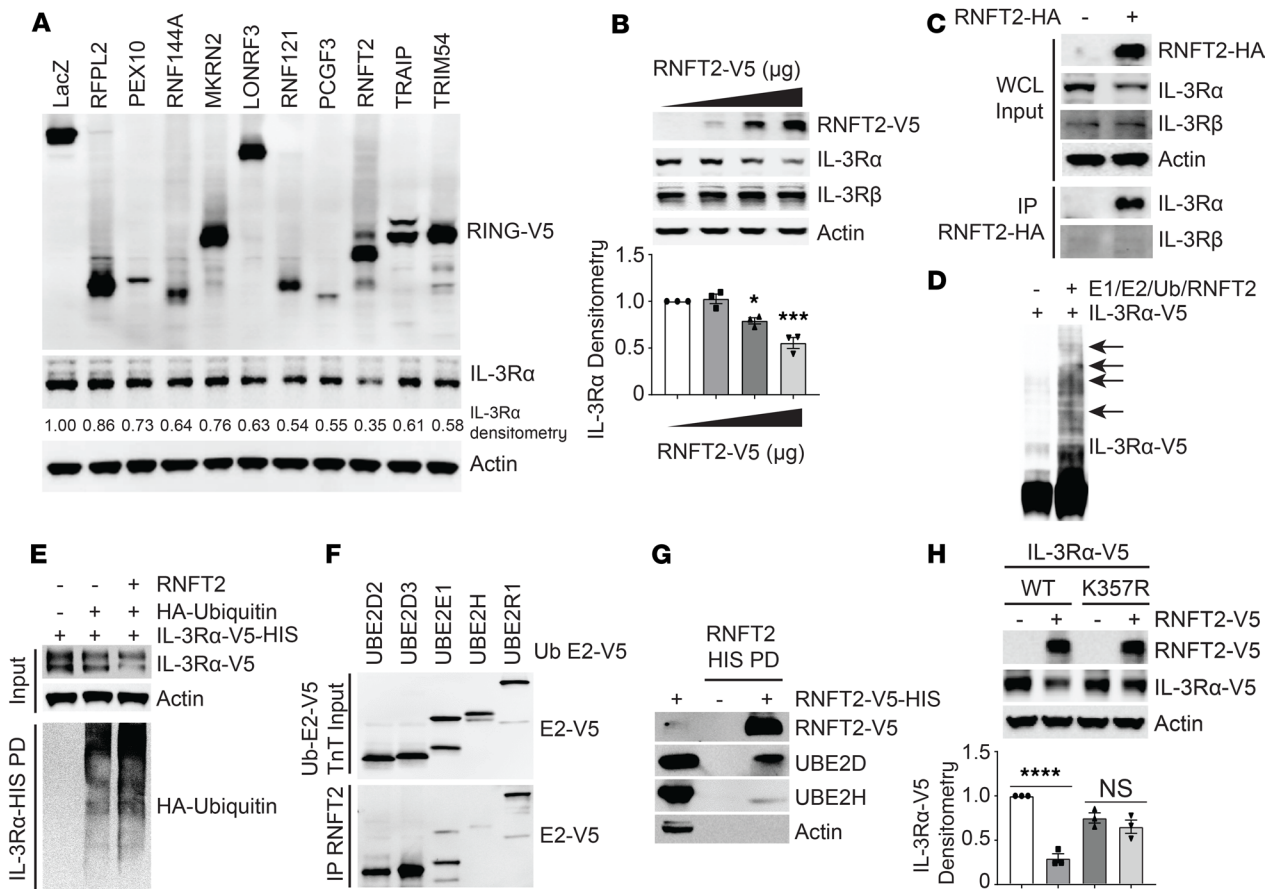 A
LacZ
RFPL2
PEX10
RNF144A
MKRN2
LONRF3
RNF121
PCGF3
RNFT2
TRAIP
TRIM54
RING-V5
IL-3Rα
1.00 0.86 0.73 0.64 0.76 0.63 0.54 0.55 0.35 0.61 0.58
IL-3Rα
densitometry
Actin
B
RNFT2-V5 (µg)
RNFT2-V5
IL-3Rα
IL-3Rβ
Actin
IL-3Rα Densitometry
1.5
1.0
0.5
0
*
***
RNFT2-V5 (µg)
C
RNFT2-HA - +
WCL
Input
RNFT2-HA
IL-3Rα
IL-3Rβ
Actin
IP
RNFT2-HA
IL-3Rα
IL-3Rβ
D
- + E1/E2/Ub/RNFT2
+ + IL-3Rα-V5
IL-3Rα-V5
E
- - + RNFT2
- + + HA-Ubiquitin
+ + + IL-3Rα-V5-HIS
Input
IL-3Rα-V5
Actin
IL-3Rα-HIS PD
HA-Ubiquitin
F
UBE2D2
UBE2D3
UBE2E1
UBE2H
UBE2R1
Ub E2-V5
Ub-E2-V5
TnT Input
E2-V5
IP RNFT2
E2-V5
G
RNFT2
HIS PD
+ - + RNFT2-V5-HIS
RNFT2-V5
UBE2D
UBE2H
Actin
H
IL-3Rα-V5
WT K357R
- + - + RNFT2-V5
RNFT2-V5
IL-3Rα-V5
Actin
IL-3Rα-V5
Densitometry
1.5
1.0
0.5
0
****
NS